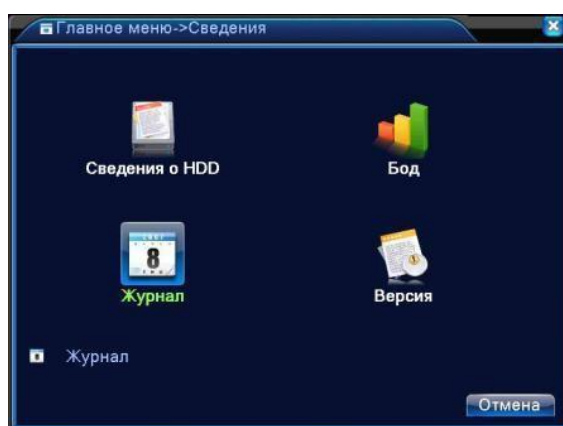 Главное меню->Сведения
Сведения о HDD
Бод
8
Журнал
Версия
Журнал
Отмена